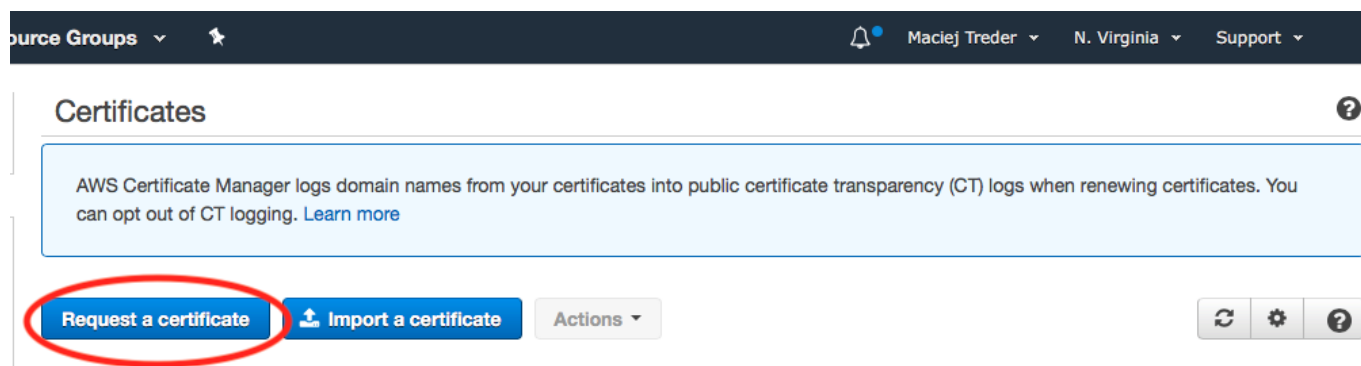 ource Groups Maciej Treder N. Virginia Support
Certificates
AWS Certificate Manager logs domain names from your certificates into public certificate transparency (CT) logs when renewing certificates. You
can opt out of CT logging. Learn more
Request a certificate Import a certificate Actions